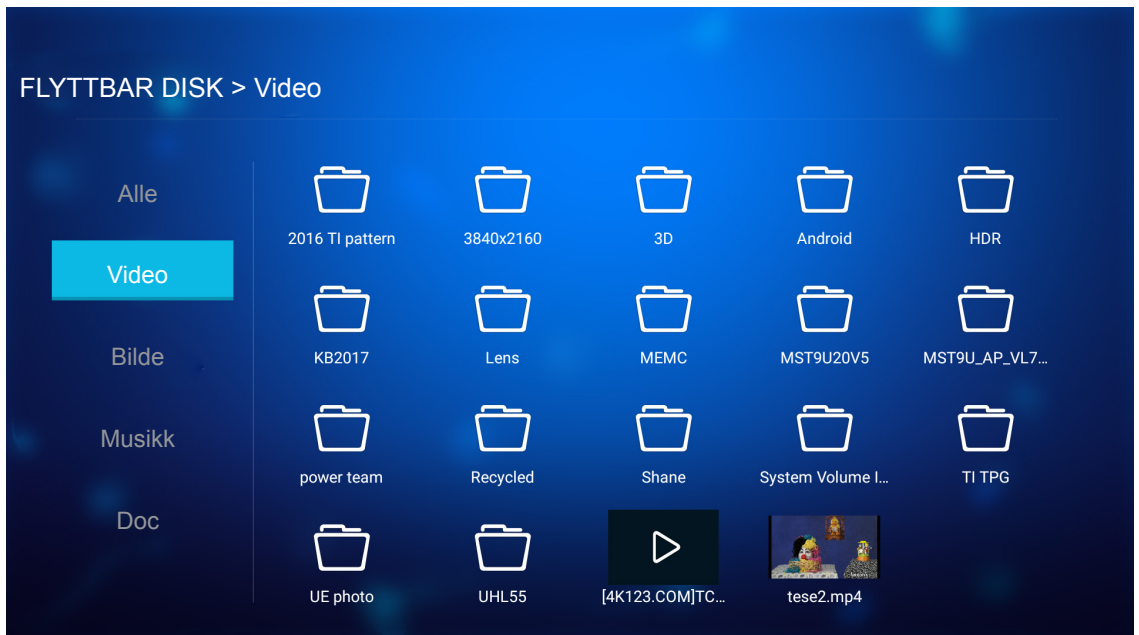 FLYTTBAR DISK > Video
Alle
Video
Bilde
Musikk
Doc
2016 TI pattern
3840x2160
3D
Android
HDR
KB2017
Lens
MEMC
MST9U20V5
MST9U_AP_VL7...
power team
Recycled
Shane
System Volume I...
TI TPG
UE photo
UHL55
[4K123.COM]TC...
tese2.mp4